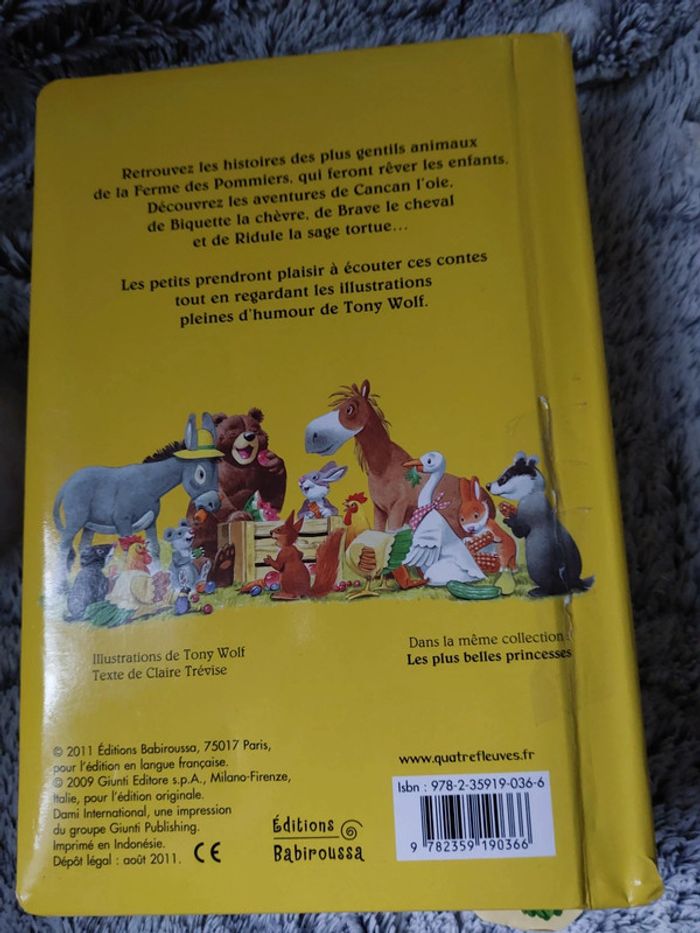 Retrouvez les histoires des plus gentils animaux
de la Ferme des Pommiers, qui feront rêver les enfants.
Découvrez les aventures de Cancan l'oie,
de Biquette la chèvre, de Brave le cheval
et de Ridule la sage tortue...
Les petits prendront plaisir à écouter ces contes
tout en regardant les illustrations
pleines d'humour de Tony Wolf.
Illustrations de Tony Wolf
Texte de Claire Trévise
Dans la même collection :
Les plus belles princesses
© 2011 Éditions Babiroussa, 75017 Paris,
pour l'édition en langue française.
© 2009 Giunti Editore s.p.A., Milano-Firenze,
Italie, pour l'édition originale.
Dami International, une impression
du groupe Giunti Publishing.
Imprimé en Indonésie.
Dépôt légal : août 2011. CE
Éditions
Babiroussa
www.quatrefleuves.fr
Isbn : 978-2-35919-036-6
9 782359 190366